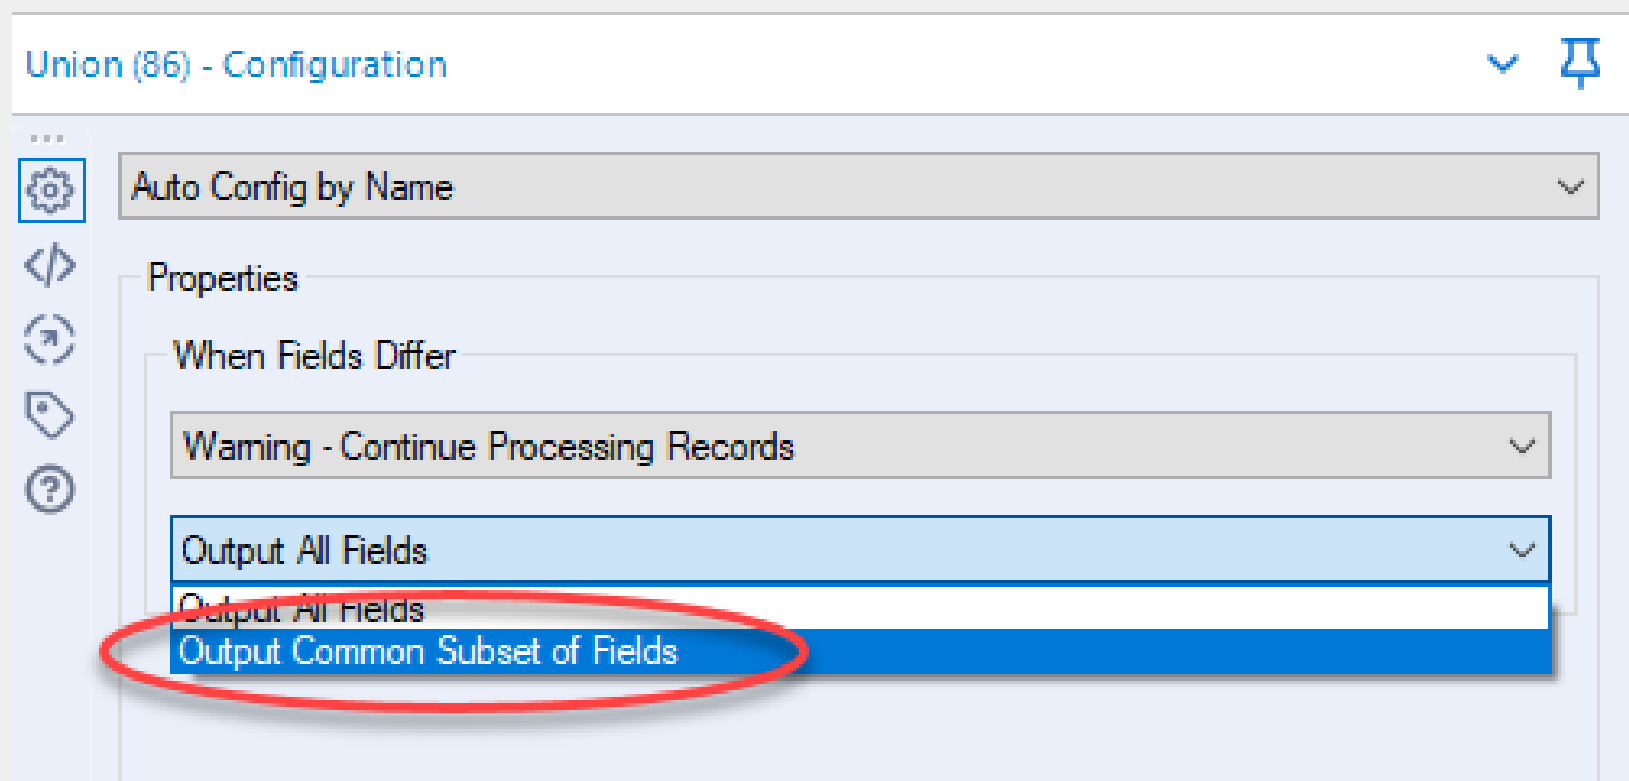 Union (86) - Configuration
Auto Config by Name
Properties
When Fields Differ
Warning - Continue Processing Records
Output All Fields
Output All Fields
Output Common Subset of Fields